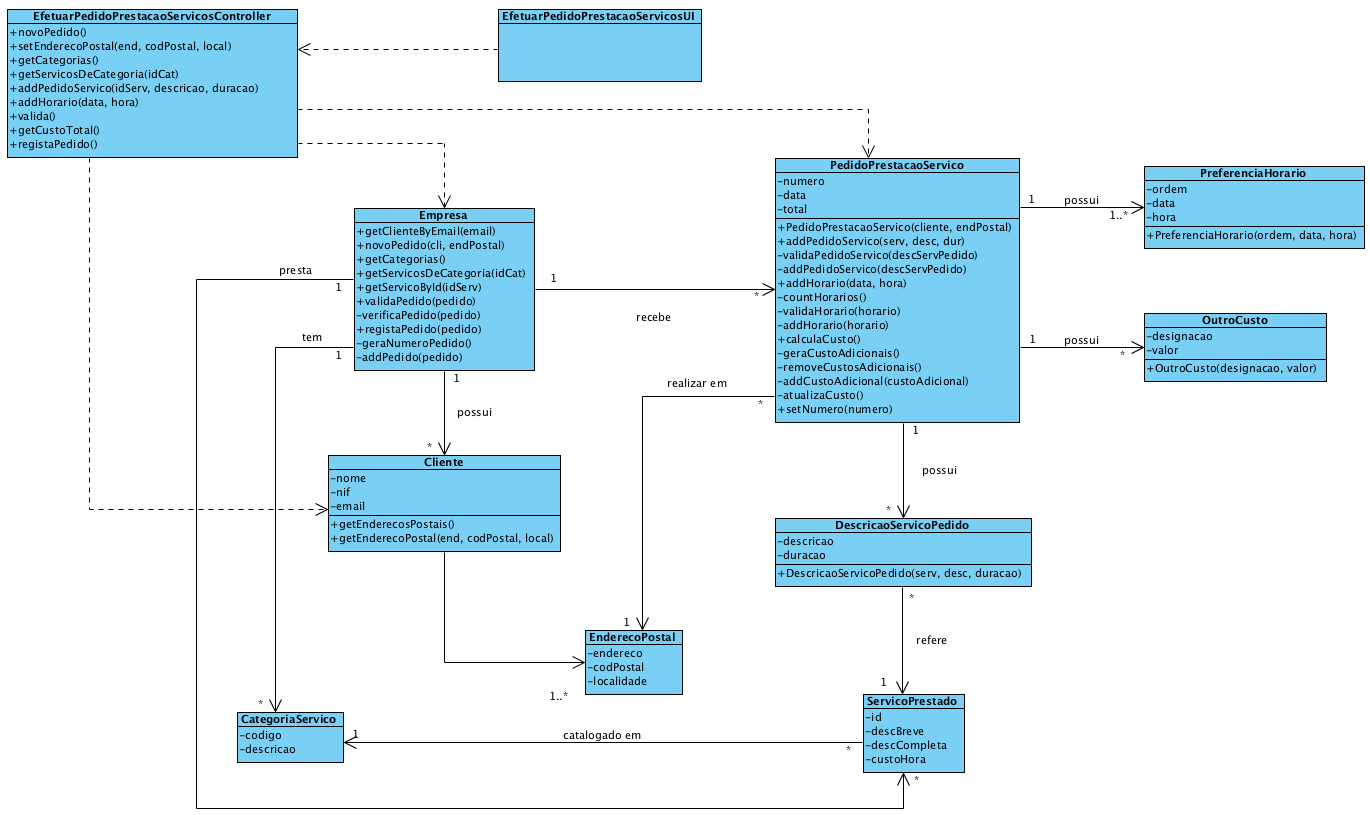 EfetuarPedidoPrestacaoServicosController
+novoPedido()
+setEnderecoPostal(end, codPostal, local)
+getCategorias()
+getServicosDeCategoria(idCat)
+addPedidoServico(idServ, descricao, duracao)
+addHorario(data, hora)
+valida()
+getCustoTotal()
+registaPedido()
EfetuarPedidoPrestacaoServicosUI
PedidoPrestacaoServico
-numero
-data
-total
+PedidoPrestacaoServico(cliente, endPostal)
+addPedidoServico(serv, desc, dur)
-validaPedidoServico(descServPedido)
-addPedidoServico(descServPedido)
+addHorario(data, hora)
-countHorarios()
-validaHorario(horario)
-addHorario(horario)
+calculaCusto()
-geraCustoAdicionais()
-removeCustosAdicionais()
-addCustoAdicional(custoAdicional)
-atualizaCusto()
+setNumero(numero)
1
possui
1..*
PreferenciaHorario
-ordem
-data
-hora
+PreferenciaHorario(ordem, data, hora)
Empresa
+getClienteByEmail(email)
+novoPedido(cli, endPostal)
+getCategorias()
+getServicosDeCategoria(idCat)
+getServicoById(idServ)
+validaPedido(pedido)
-verificaPedido(pedido)
+registaPedido(pedido)
-geraNumeroPedido()
-addPedido(pedido)
presta
1
1
*
recebe
tem
1
1
possui
*
OutroCusto
-designacao
-valor
+OutroCusto(designacao, valor)
1
possui
*
realizar em
*
1
possui
*
Cliente
-nome
-nif
-email
+getEnderecosPostais()
+getEnderecoPostal(end, codPostal, local)
DescricaoServicoPedido
-descricao
-duracao
+DescricaoServicoPedido(serv, desc, duracao)
*
refere
1
1
EnderecoPostal
-endereco
-codPostal
-localidade
1..*
ServicoPrestado
-id
-descBreve
-descCompleta
-custoHora
*
CategoriaServico
-codigo
-descricao
1
catalogado em
*
*